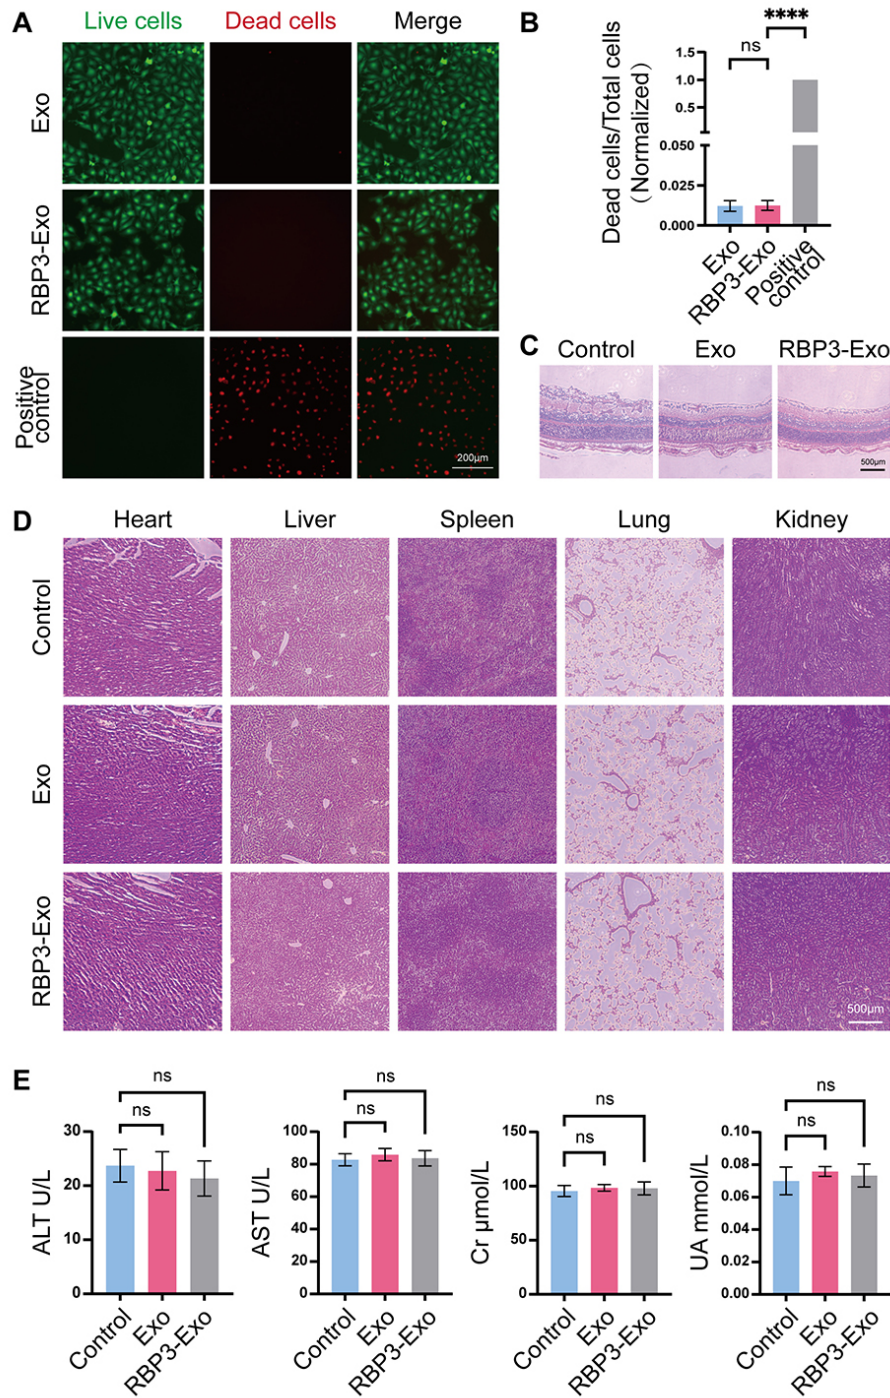 A
Live cells
Dead cells
Merge
Exo
RBP3-Exo
Positive
control
200μm
B
****
ns
Dead cells/Total cells
(Normalized)
1.5
1.0
0.5
0.050
0.025
0.000
Exo
RBP3-Exo
Positive
control
C
Control
Exo
RBP3-Exo
500μm
D
Heart
Liver
Spleen
Lung
Kidney
Control
Exo
RBP3-Exo
500μm
E
ns
ns
ALT U/L
30
20
10
0
Control
Exo
RBP3-Exo
ns
ns
AST U/L
100
80
60
40
20
0
Control
Exo
RBP3-Exo
ns
ns
Cr μmol/L
150
100
50
0
Control
Exo
RBP3-Exo
ns
ns
UA mmol/L
0.10
0.08
0.06
0.04
0.02
0.00
Control
Exo
RBP3-Exo